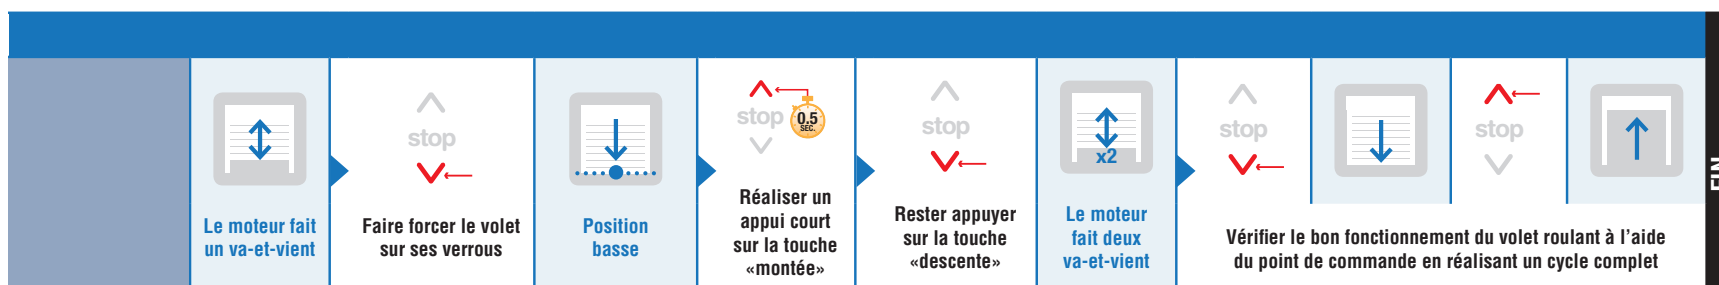 Le moteur fait
un va-et-vient
stop
Faire forcer le volet
sur ses verrous
Position
basse
stop
0.5
SEC.
Réaliser un
appui court
sur la touche
«montée»
stop
Rester appuyer
sur la touche
«descente»
x2
Le moteur
fait deux
va-et-vient
stop
stop
Vérifier le bon fonctionnement du volet roulant à l'aide
du point de commande en réalisant un cycle complet
FIN